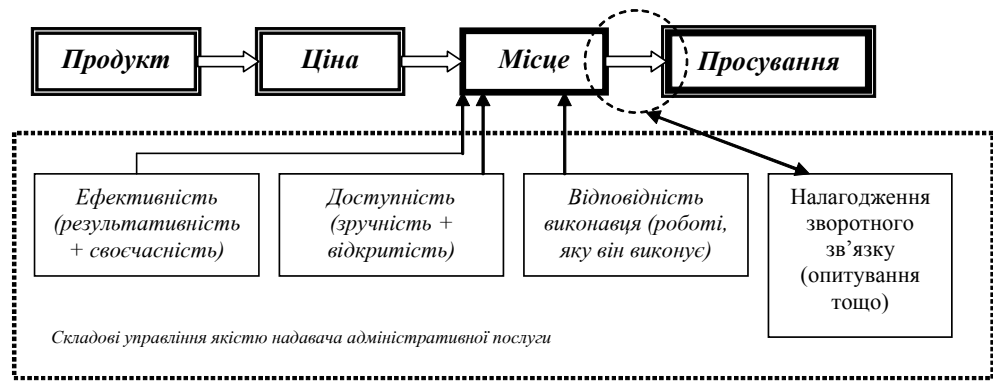 Продукт
Ціна
Місце
Просування
Ефективність
(результативність
+ своєчасність)
Доступність
(зручність +
відкритість)
Відповідність
виконавця (роботі,
яку він виконує)
Налагодження
зворотного
зв’язку
(опитування
тощо)
Складові управління якістю надавача адміністративної послуги